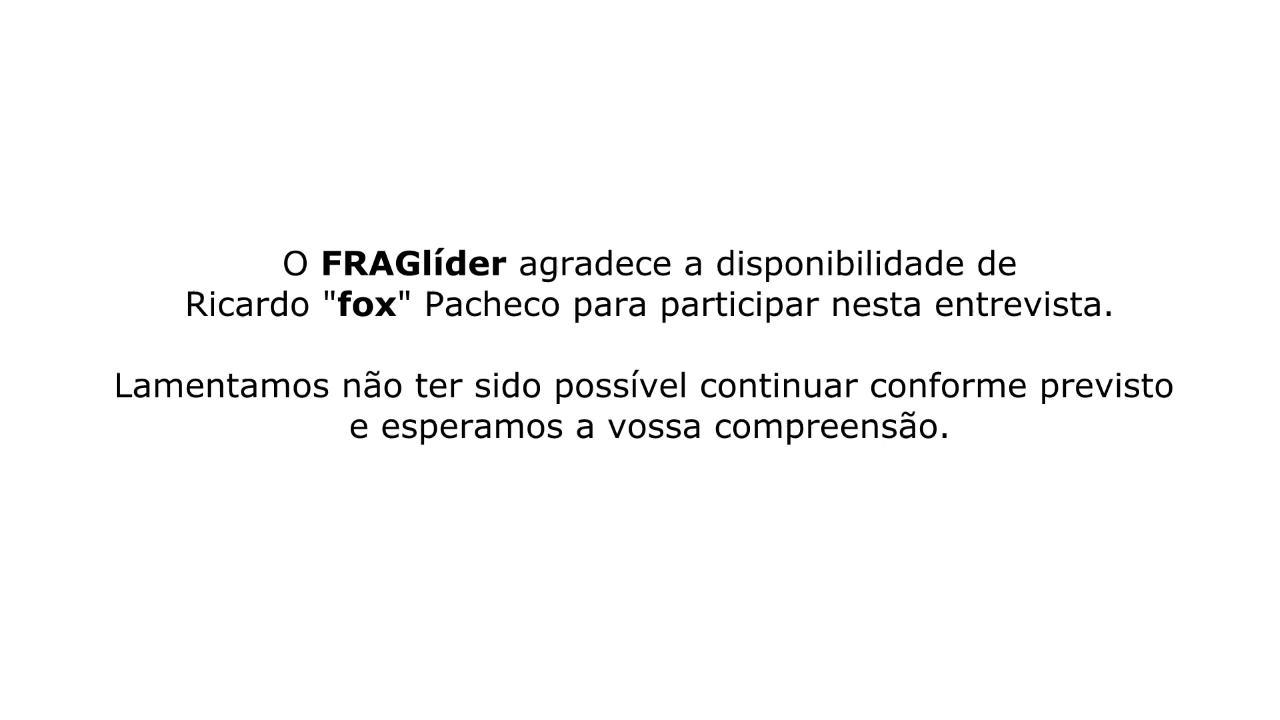 O FRAGlíder agradece a disponibilidade de
Ricardo "fox" Pacheco para participar nesta entrevista.
Lamentamos não ter sido possível continuar conforme previsto
e esperamos a vossa compreensão.